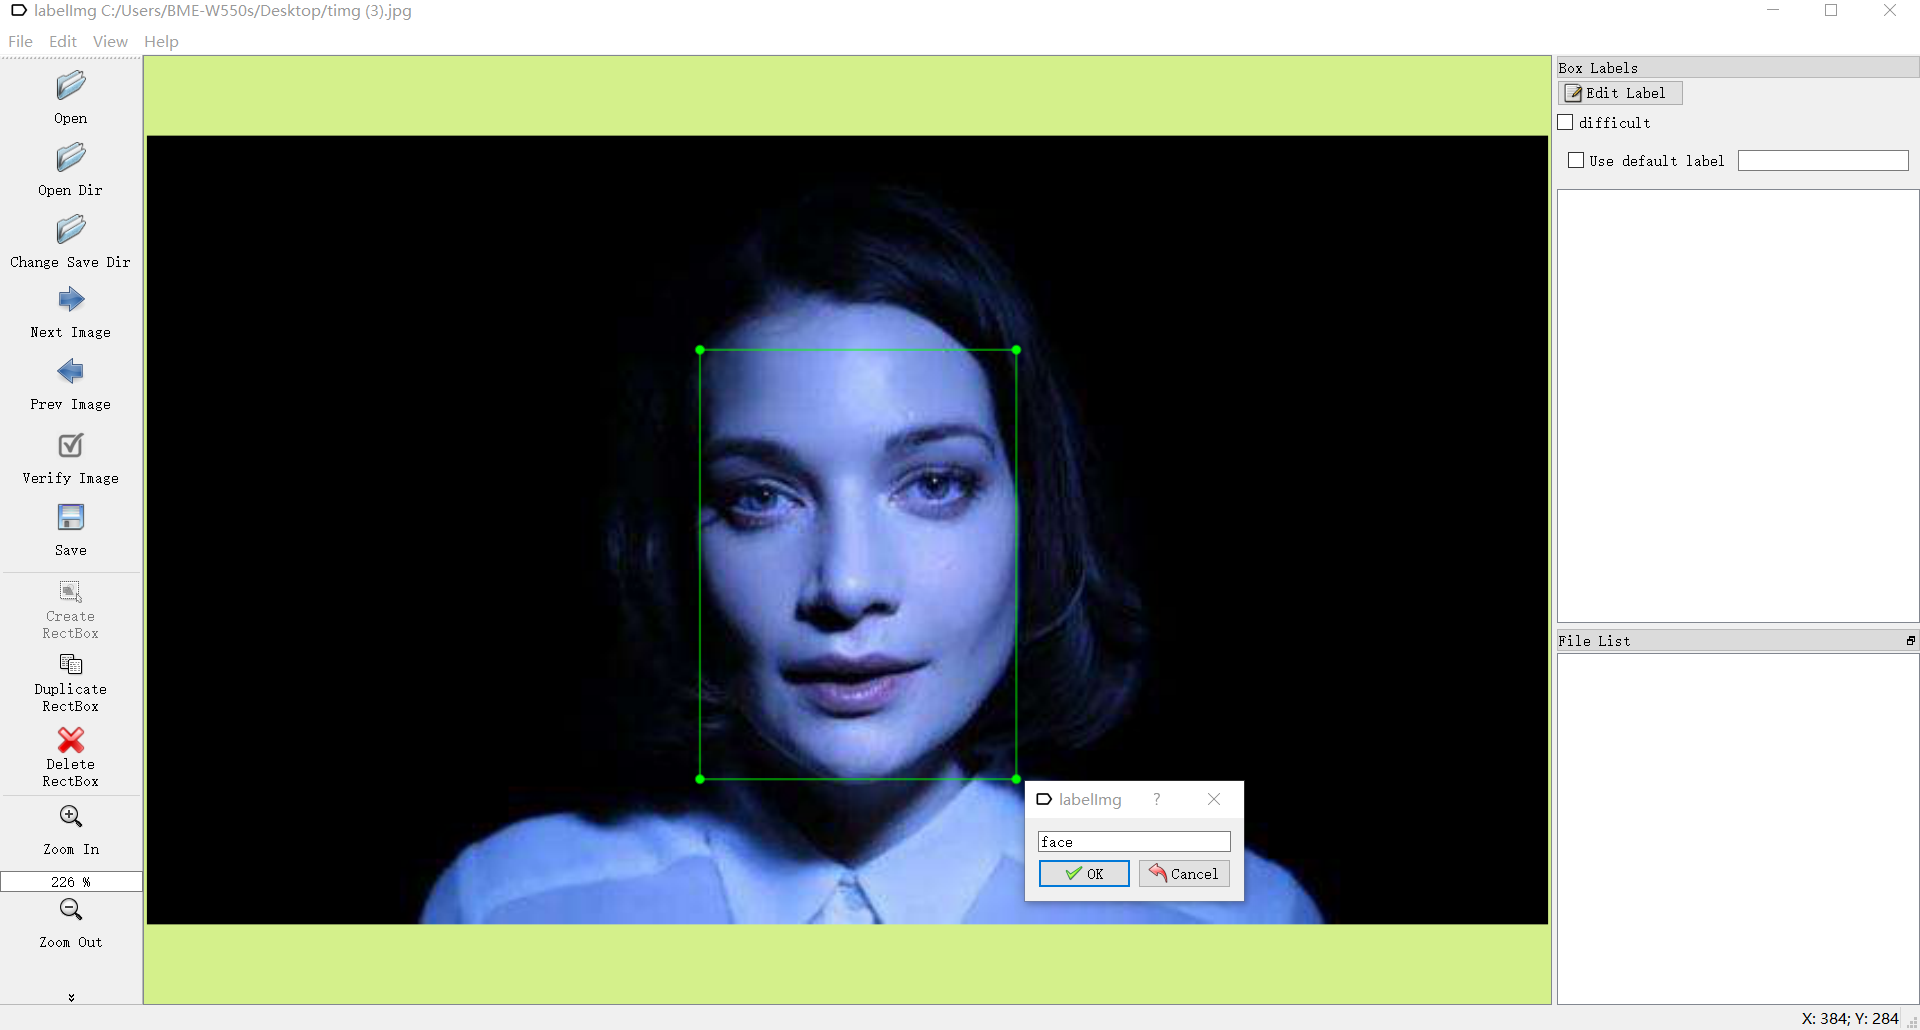 labelImg C:/Users/BME-W550s/Desktop/timg (3).jpg
File Edit View Help
Open
Open Dir
Change Save Dir
Next Image
Prev Image
Verify Image
Save
Create
RectBox
Duplicate
RectBox
Delete
RectBox
Zoom In
226 %
Zoom Out
labelImg ?
face
OK Cancel
Box Labels
Edit Label
difficult
Use default label
File List
X: 384; Y: 284